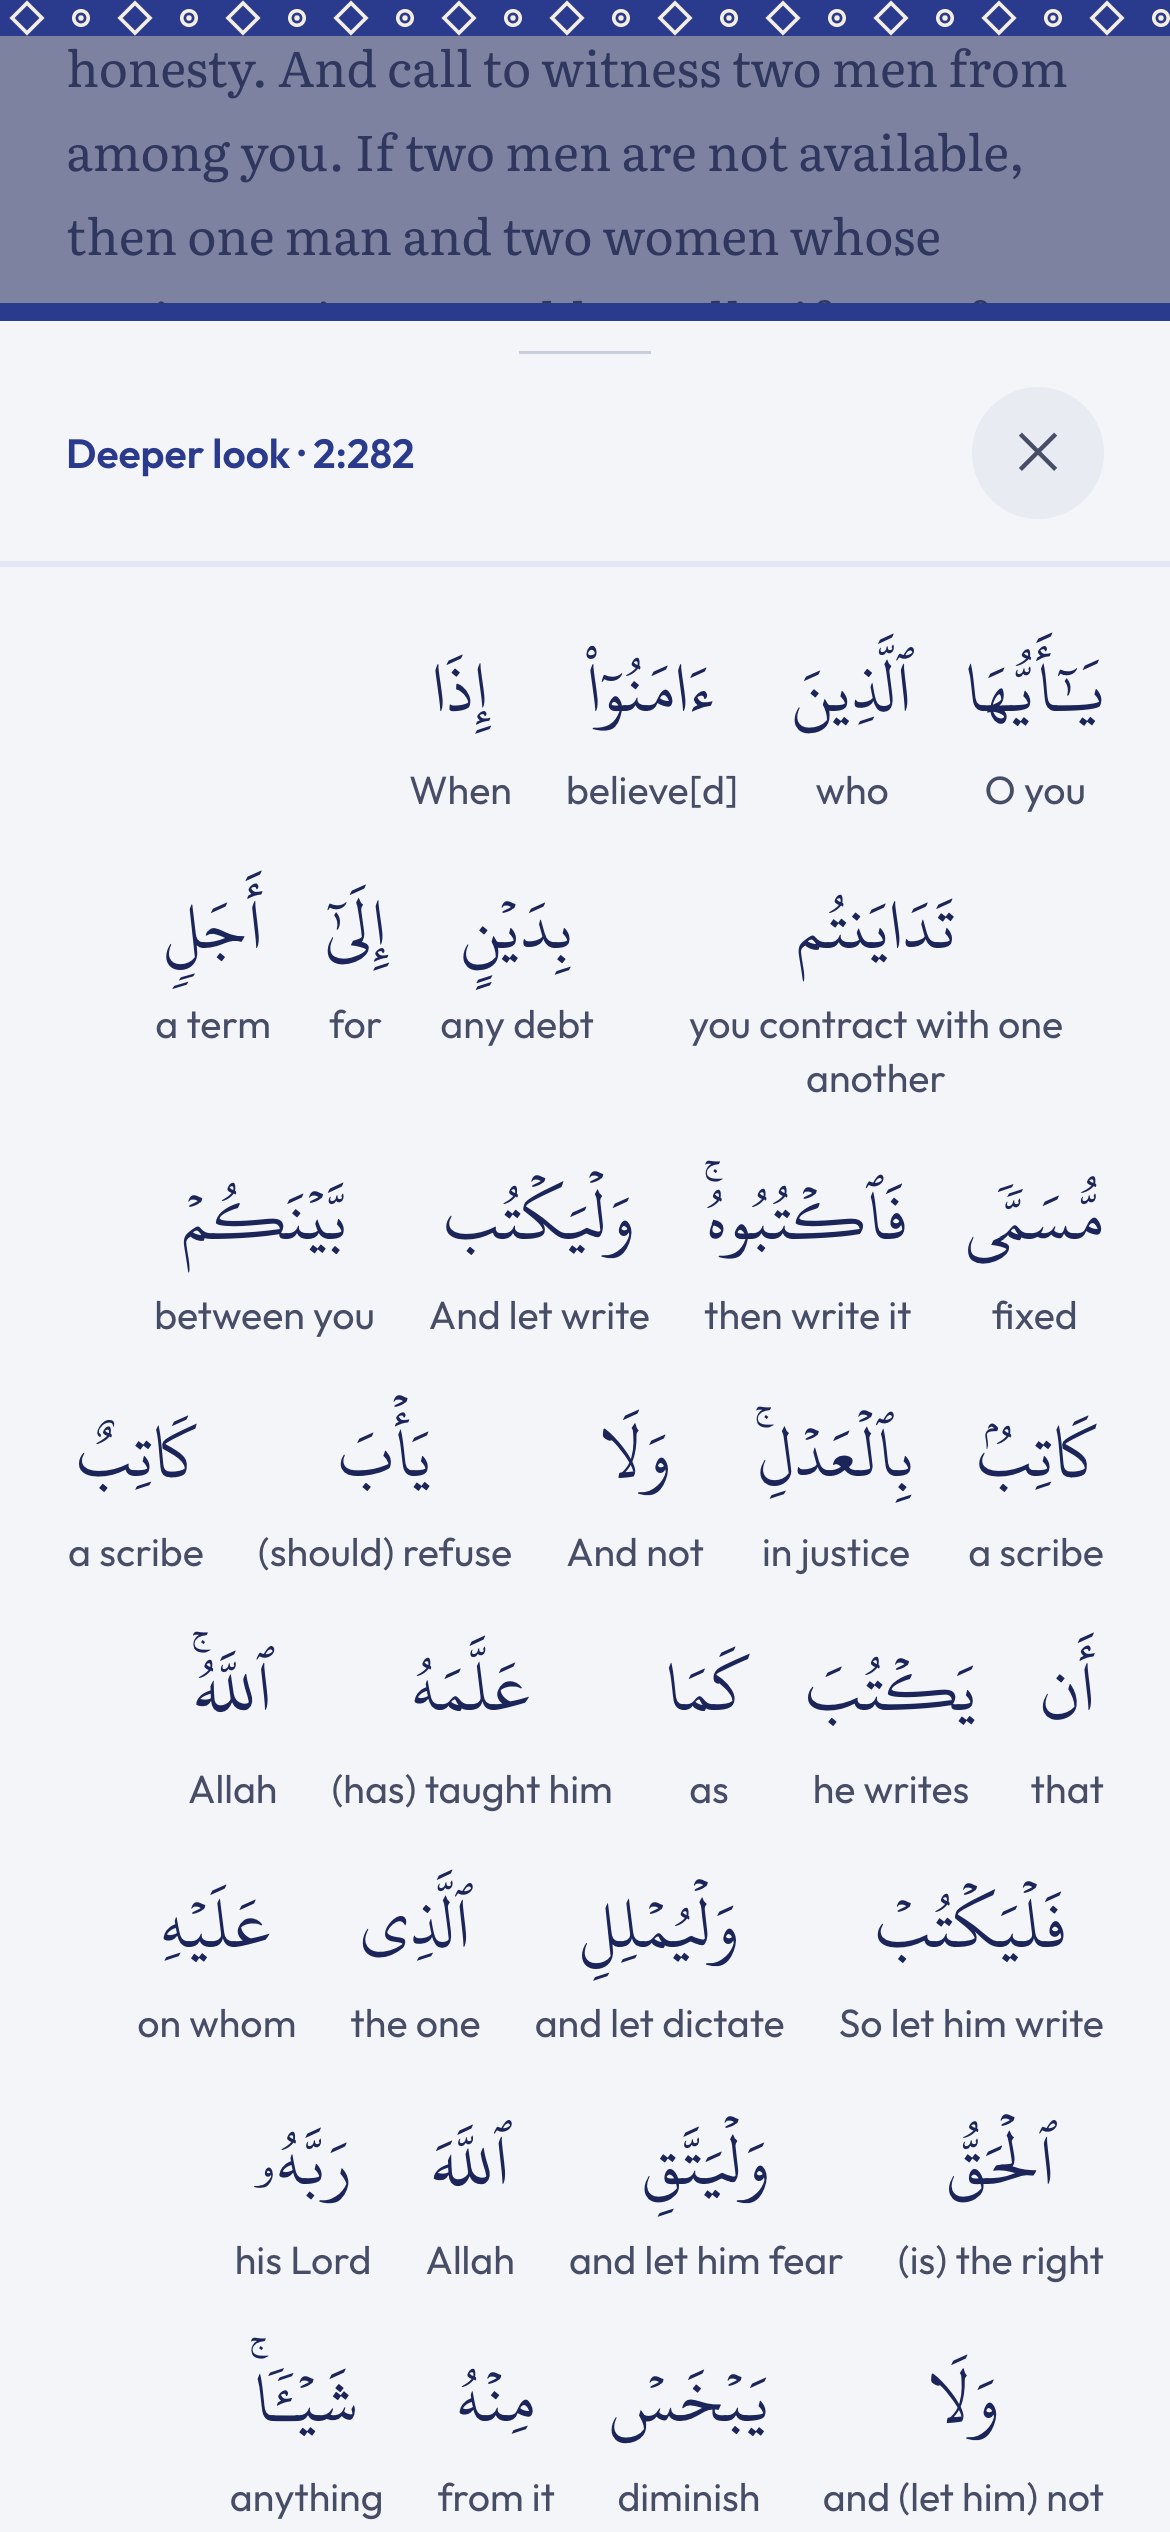 honesty. And call to witness two men from
among you. If two men are not available,
then one man and two women whose
Deeper look · 2:282
يَـٰٓأَيُّهَا ٱلَّذِينَ ءَامَنُوٓا۟ إِذَا
O you who believe[d] When
تَدَايَنتُم بِدَيْنٍ إِلَىٰٓ أَجَلٍ
you contract with one another any debt for a term
مُّسَمًّى فَٱكْتُبُوهُ ۚ وَلْيَكْتُب بَّيْنَكُمْ
fixed then write it And let write between you
كَاتِبٌۢ بِٱلْعَدْلِ ۚ وَلَا يَأْبَ كَاتِبٌ
a scribe in justice And not (should) refuse a scribe
أَن يَكْتُبَ كَمَا عَلَّمَهُ ٱللَّهُ ۚ
that he writes as (has) taught him Allah
فَلْيَكْتُبْ وَلْيُمْلِلِ ٱلَّذِى عَلَيْهِ
So let him write and let dictate the one on whom
ٱلْحَقُّ وَلْيَتَّقِ ٱللَّهَ رَبَّهُۥ
(is) the right and let him fear Allah his Lord
وَلَا يَبْخَسْ مِنْهُ شَيْـًٔا ۚ
and (let him) not diminish from it anything